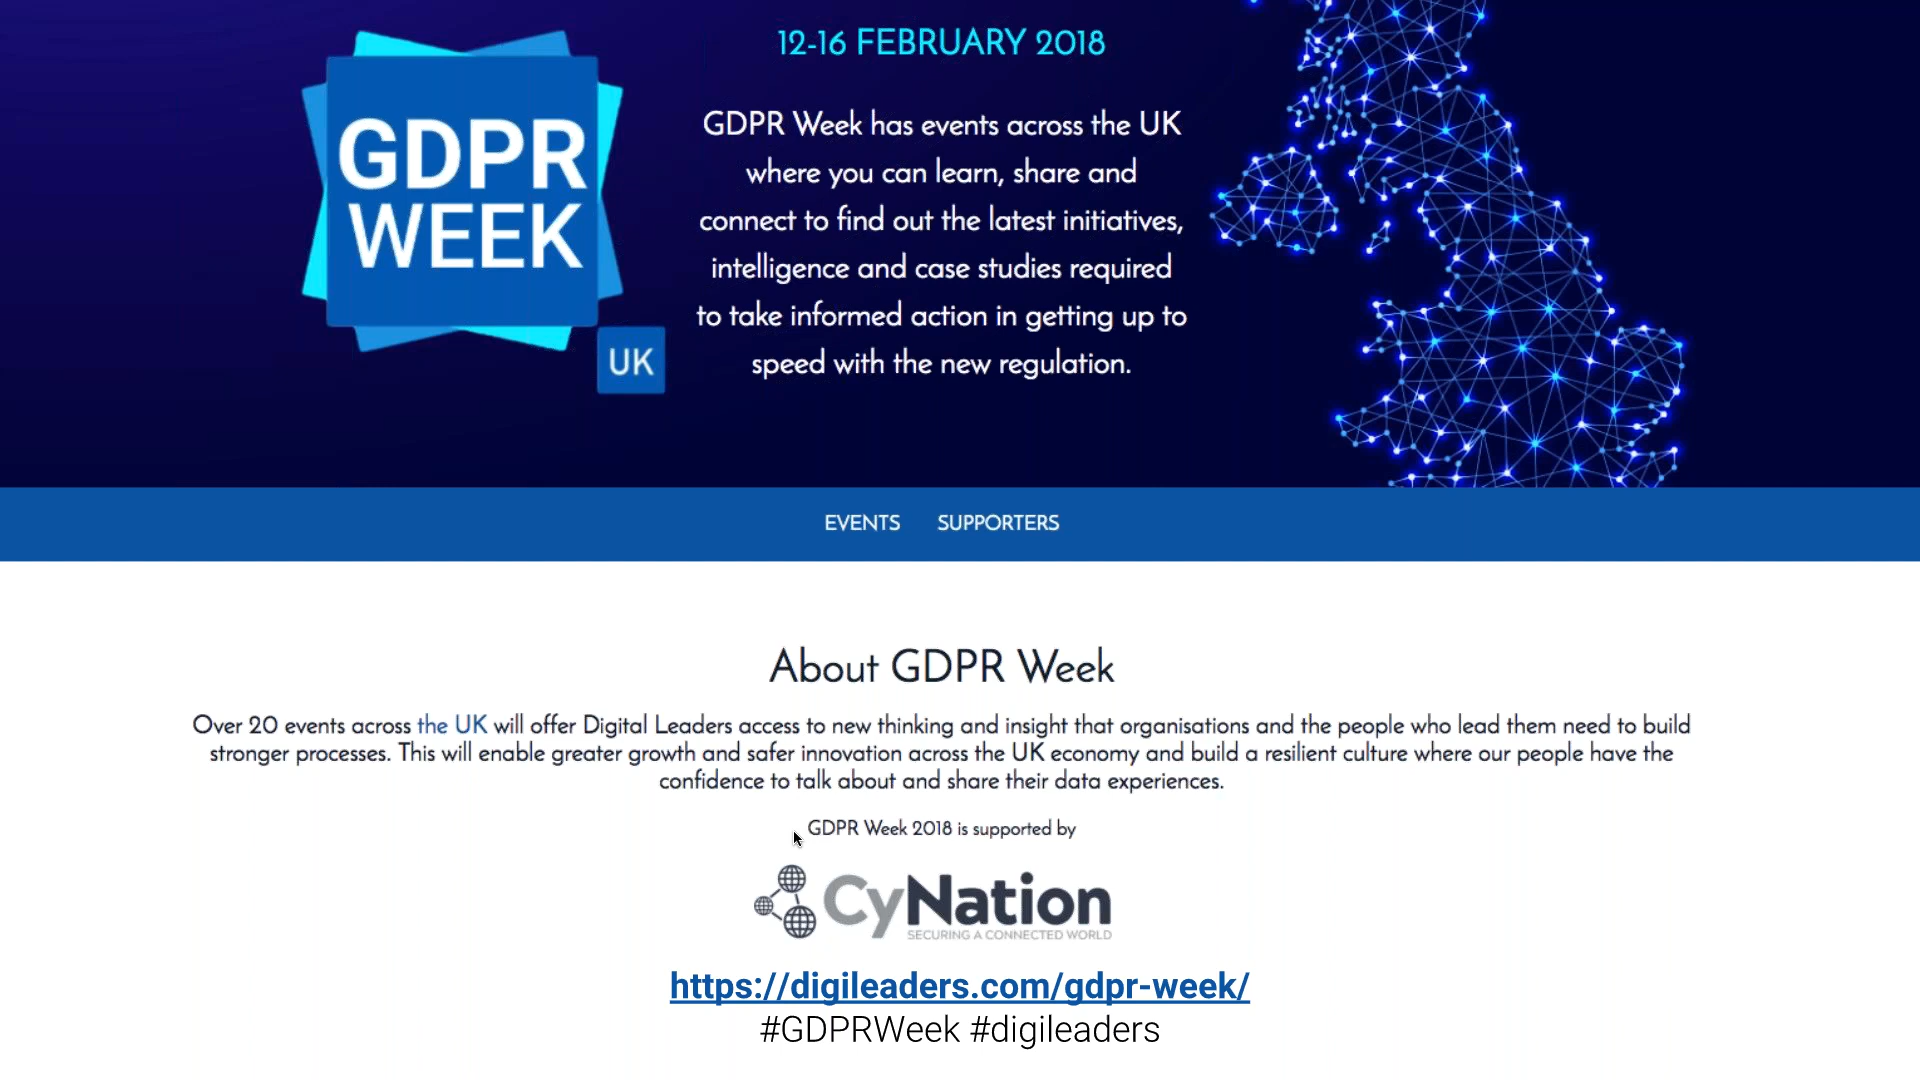 GDPR
WEEK
UK
12-16 FEBRUARY 2018
GDPR Week has events across the UK
where you can learn, share and
connect to find out the latest initiatives,
intelligence and case studies required
to take informed action in getting up to
speed with the new regulation.
EVENTS SUPPORTERS
About GDPR Week
Over 20 events across the UK will offer Digital Leaders access to new thinking and insight that organisations and the people who lead them need to build
stronger processes. This will enable greater growth and safer innovation across the UK economy and build a resilient culture where our people have the
confidence to talk about and share their data experiences.
GDPR Week 2018 is supported by
CyNation
SECURING A CONNECTED WORLD
https://digileaders.com/gdpr-week/
#GDPRWeek #digileaders